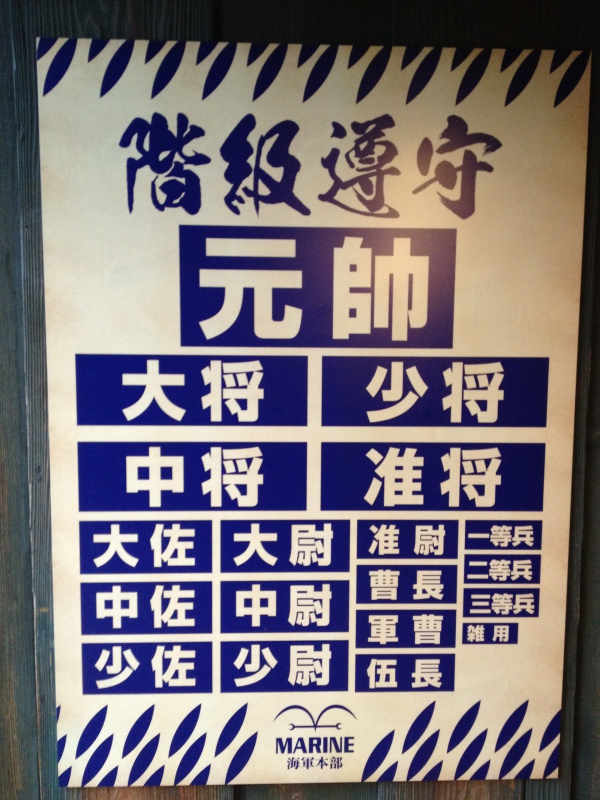 階級遵守
元帥
大将 少将
中将 准将
大佐 大尉 准尉 一等兵
中佐 中尉 曹長 二等兵
少佐 少尉 軍曹 三等兵
伍長 雑用
MARINE
海軍本部